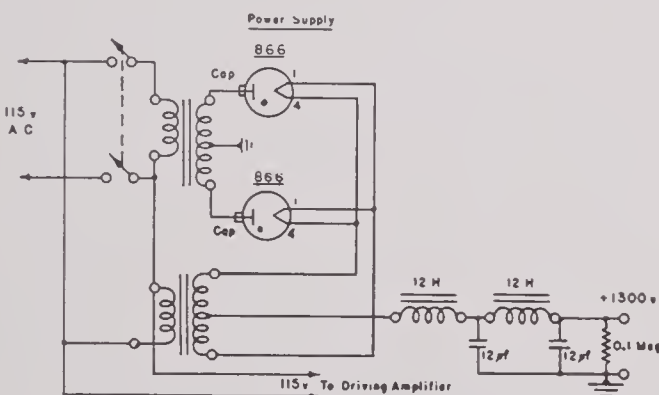 Power Supply
866
Cap
1
4
115 v
A C
866
Cap
1
4
12 H
12 H
+1300 v
12 µf
12 µf
0.1 Meg
115v To Driving Amplifier